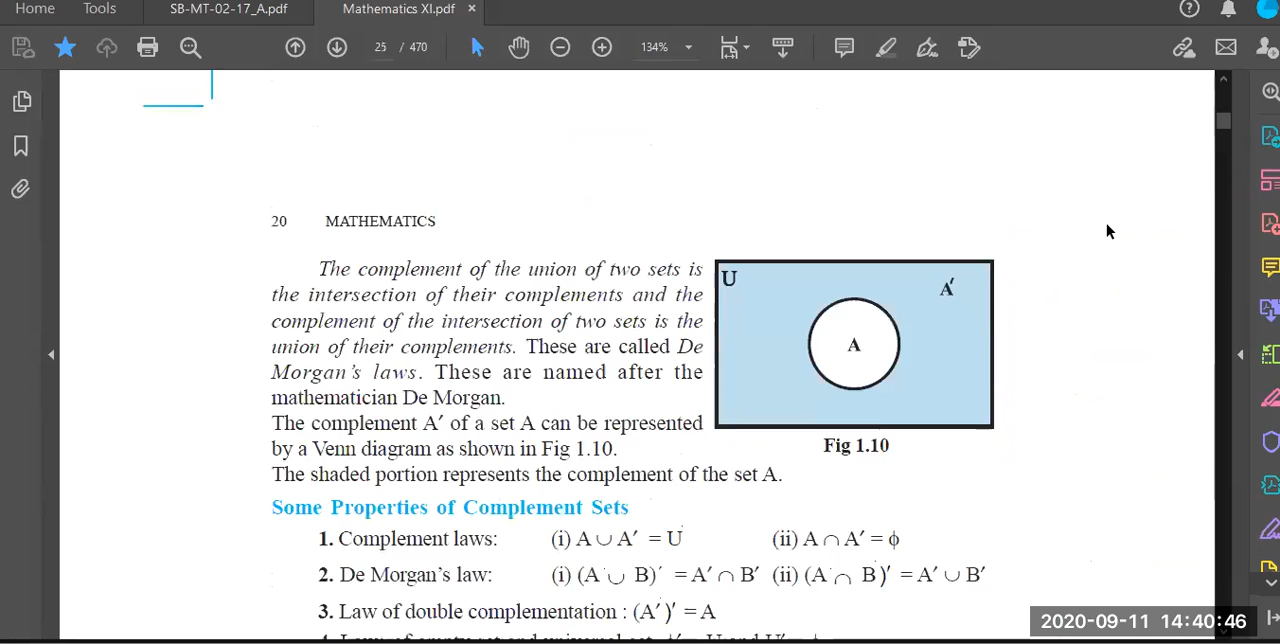 Home Tools SB-MT-02-17_A.pdf Mathematics XI.pdf ×
25 / 470 134%
20 MATHEMATICS
The complement of the union of two sets is
the intersection of their complements and the
complement of the intersection of two sets is the
union of their complements. These are called De
Morgan's laws. These are named after the
mathematician De Morgan.
The complement A′ of a set A can be represented
by a Venn diagram as shown in Fig 1.10.
The shaded portion represents the complement of the set A.
U
A′
A
Fig 1.10
Some Properties of Complement Sets
1. Complement laws: (i) A ∪ A′ = U (ii) A ∩ A′ = ϕ
2. De Morgan's law: (i) (A ∪ B)′ = A′ ∩ B′ (ii) (A ∩ B)′ = A′ ∪ B′
3. Law of double complementation : (A′)′ = A
2020-09-11 14:40:46